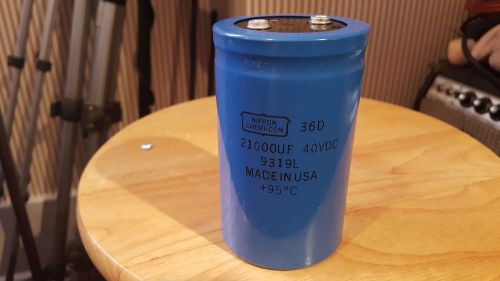 NIPPON
CHEMI-CON
36D
21000UF 40VDC
9319L
MADE IN USA
+95°C